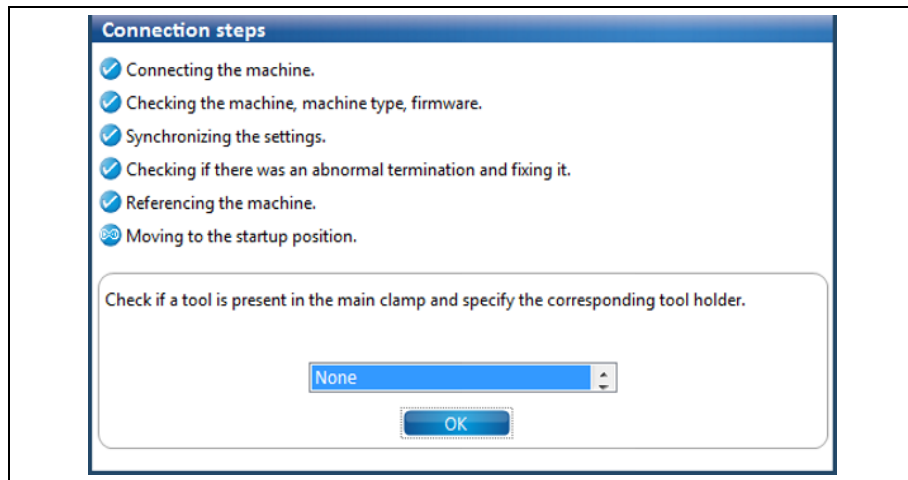 Connection steps
Connecting the machine.
Checking the machine, machine type, firmware.
Synchronizing the settings.
Checking if there was an abnormal termination and fixing it.
Referencing the machine.
Moving to the startup position.
Check if a tool is present in the main clamp and specify the corresponding tool holder.
None
OK